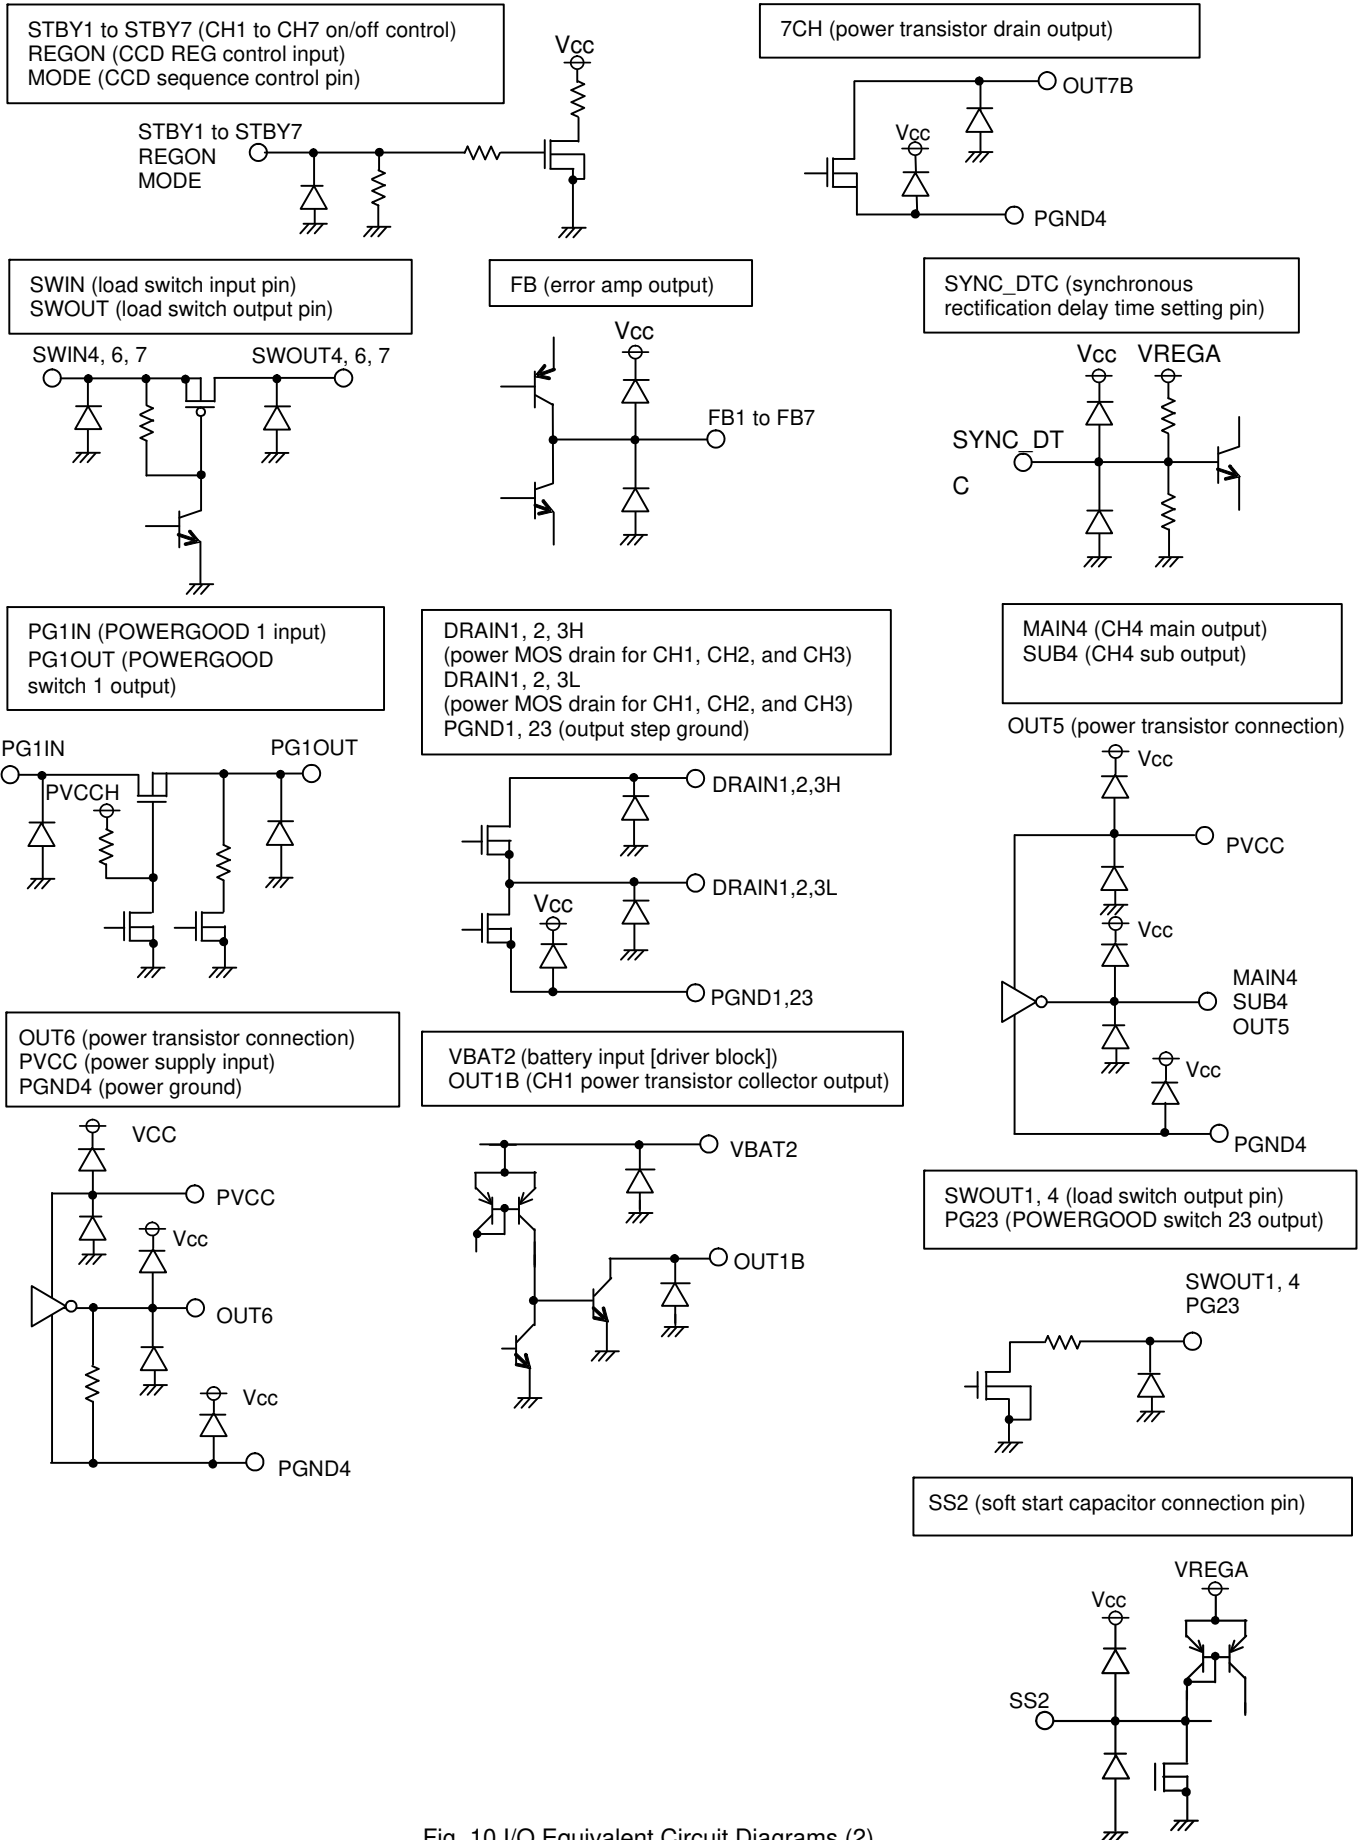 STBY1 to STBY7 (CH1 to CH7 on/off control)
REGON (CCD REG control input)
MODE (CCD sequence control pin)
Vcc
STBY1 to STBY7
REGON
MODE
7CH (power transistor drain output)
OUT7B
Vcc
PGND4
SWIN (load switch input pin)
SWOUT (load switch output pin)
SWIN4, 6, 7
SWOUT4, 6, 7
FB (error amp output)
Vcc
FB1 to FB7
SYNC_DTC (synchronous
rectification delay time setting pin)
Vcc
VREGA
SYNC_DT
C
PG1IN (POWERGOOD 1 input)
PG1OUT (POWERGOOD
switch 1 output)
PG1IN
PG1OUT
PVCCH
DRAIN1, 2, 3H
(power MOS drain for CH1, CH2, and CH3)
DRAIN1, 2, 3L
(power MOS drain for CH1, CH2, and CH3)
PGND1, 23 (output step ground)
DRAIN1,2,3H
DRAIN1,2,3L
Vcc
PGND1,23
MAIN4 (CH4 main output)
SUB4 (CH4 sub output)
OUT5 (power transistor connection)
Vcc
PVCC
Vcc
MAIN4
SUB4
OUT5
Vcc
PGND4
OUT6 (power transistor connection)
PVCC (power supply input)
PGND4 (power ground)
VCC
PVCC
Vcc
OUT6
Vcc
PGND4
VBAT2 (battery input [driver block])
OUT1B (CH1 power transistor collector output)
VBAT2
OUT1B
SWOUT1, 4 (load switch output pin)
PG23 (POWERGOOD switch 23 output)
SWOUT1, 4
PG23
SS2 (soft start capacitor connection pin)
VREGA
Vcc
SS2
Fig. 10 I/O Equivalent Circuit Diagrams (2)